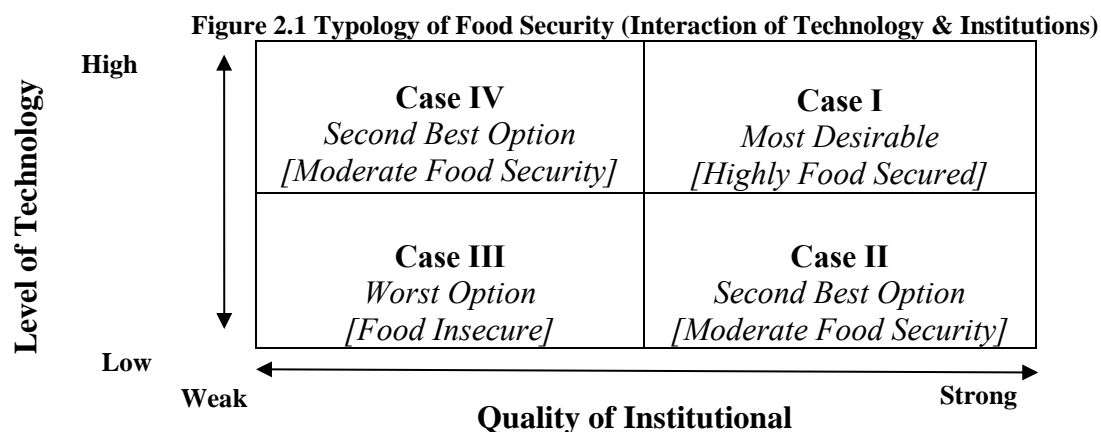 Figure 2.1 Typology of Food Security (Interaction of Technology & Institutions)
High
Level of Technology
Case IV
Second Best Option
[Moderate Food Security]
Case I
Most Desirable
[Highly Food Secured]
Case III
Worst Option
[Food Insecure]
Case II
Second Best Option
[Moderate Food Security]
Low
Weak
Strong
Quality of Institutional